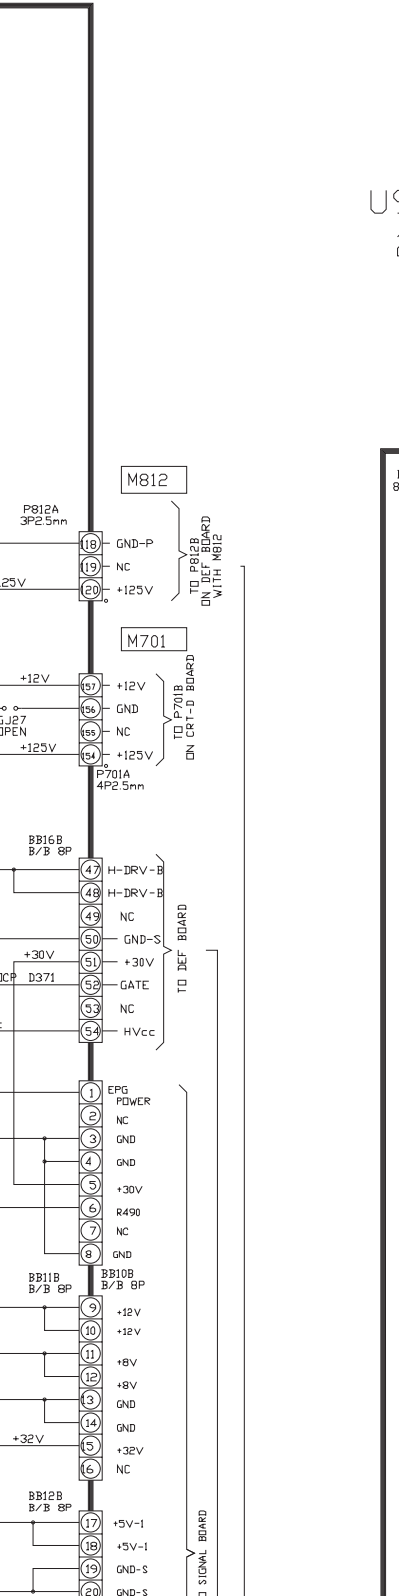 M812
P812A
3P2.5mm
118 GND-P
119 NC
120 +125V
TO P812B
ON DEF BOARD
WITH M812
M701
+12V
157 +12V
156 GND
155 NC
+125V
154 +125V
OPEN
TO P701B
ON CRT-D BOARD
P701A
4P2.5mm
BB16B
B/B 8P
47 H-DRV-B
48 H-DRV-B
49 NC
50 GND-S
+30V
51 +30V
D371
52 GATE
53 NC
54 HVcc
TO DEF BOARD
1 EPG POWER
2 NC
3 GND
4 GND
5 +30V
6 R490
7 NC
8 GND
BB11B
B/B 8P
BB10B
B/B 8P
9 +12V
10 +12V
11 +8V
12 +8V
13 GND
14 GND
+32V
15 +32V
16 NC
BB12B
B/B 8P
17 +5V-1
18 +5V-1
19 GND-S
20 GND-S
SIGNAL BOARD